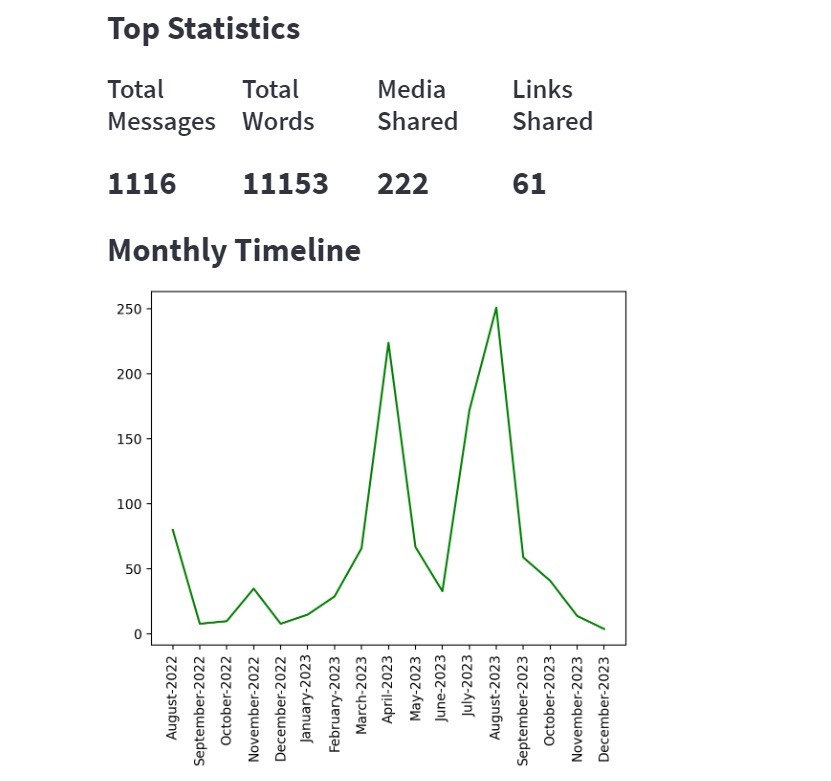 Top Statistics
Total Total Media Links
Messages Words Shared Shared
1116 11153 222 61
Monthly Timeline
250
200
150
100
50
0
August-2022
September-2022
October-2022
November-2022
December-2022
January-2023
February-2023
March-2023
April-2023
May-2023
June-2023
July-2023
August-2023
September-2023
October-2023
November-2023
December-2023